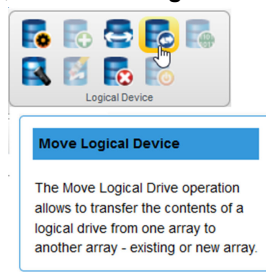 Logical Device
Move Logical Device
The Move Logical Drive operation
allows to transfer the contents of a
logical drive from one array to
another array - existing or new array.